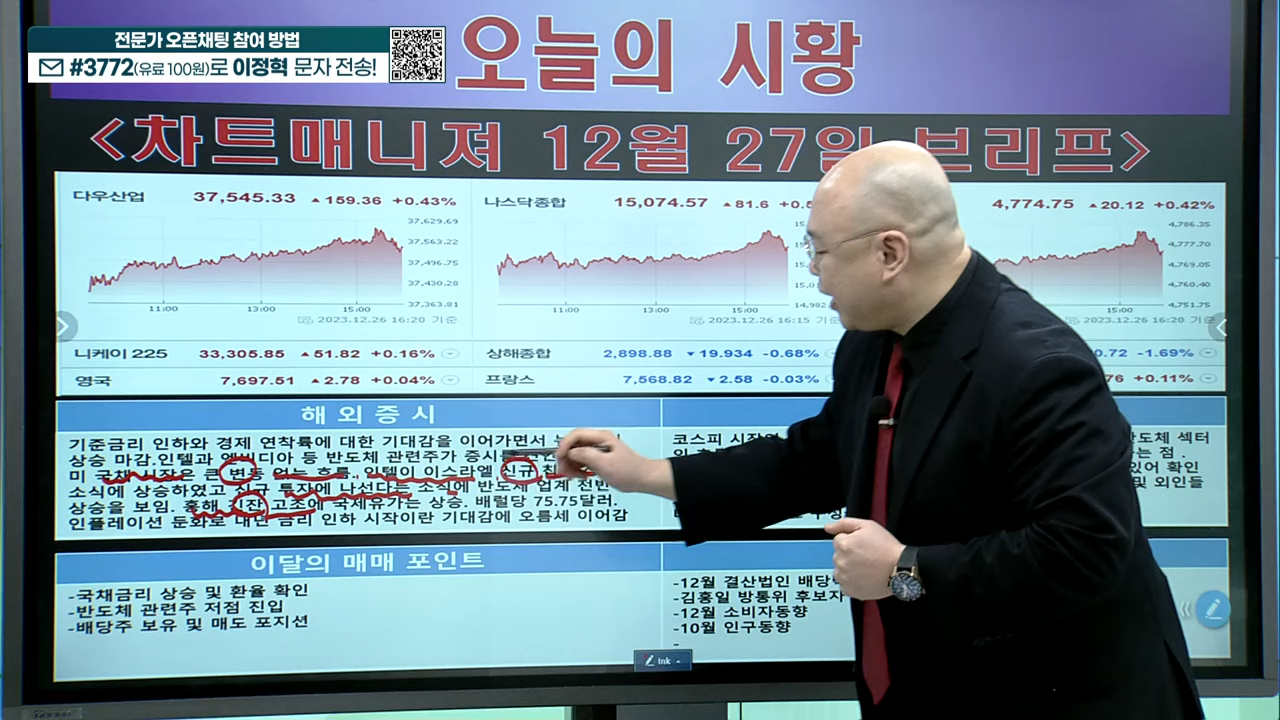 전문가 오픈채팅 참여 방법
#3772(유료 100원)로 이정혁 문자 전송!
오늘의 시황
<차트매니져 12월 27일 브리프>
다우산업 37,545.33 ▲159.36 +0.43%
37,629.69
37,563.22
37,496.75
37,430.28
37,363.81
11:00 13:00 15:00
2023.12.26 16:20 기준
나스닥종합 15,074.57 ▲81.6
11:00 13:00 15:00
2023.12.26 16:15 기준
4,774.75 ▲20.12 +0.42%
4,786.35
4,777.70
4,769.05
4,760.40
4,751.75
15:00
2023.12.26 16:20 기준
니케이 225 33,305.85 ▲51.82 +0.16%
상해종합 2,898.88 ▼19.934 -0.68%
-1.69%
영국 7,697.51 ▲2.78 +0.04%
프랑스 7,568.82 ▼2.58 -0.03%
+0.11%
해 외 증 시
기준금리 인하와 경제 연착륙에 대한 기대감을 이어가면서
상승 마감.인텔과 엔비디아 등 반도체 관련주가
미 국채시장은 큰 변동 없는 흐름. 인텔이 이스라엘 신규
소식에 상승하였고 신규 투자에 나선다는 소식에 반도체 업계 전반
상승을 보임. 홍해 긴장 고조에 국제유가는 상승. 배럴당 75.75달러.
인플레이션 둔화로 내년 금리 인하 시작이란 기대감에 오름세 이어감
코스피
반도체 섹터
는 점 .
있어 확인
및 외인들
이달의 매매 포인트
-국채금리 상승 및 환율 확인
-반도체 관련주 저점 진입
-배당주 보유 및 매도 포지션
-12월 결산법인
-김홍일 방통위 후보자
-12월 소비자동향
-10월 인구동향
-
Ink